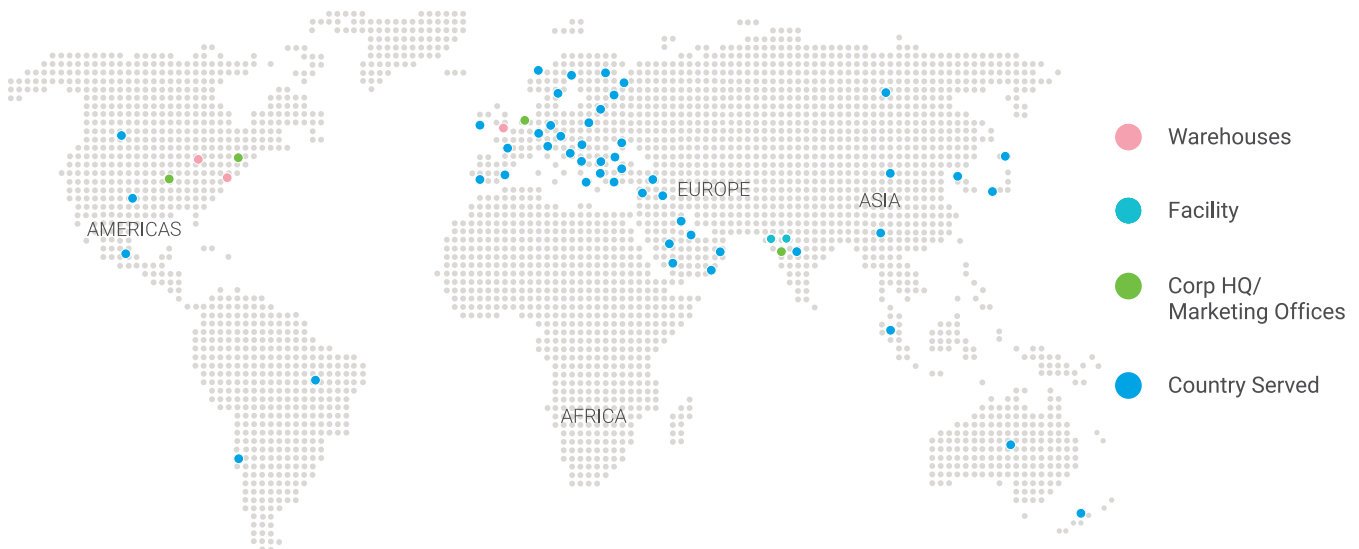 AMERICAS
EUROPE
ASIA
AFRICA
Warehouses
Facility
Corp HQ/
Marketing Offices
Country Served